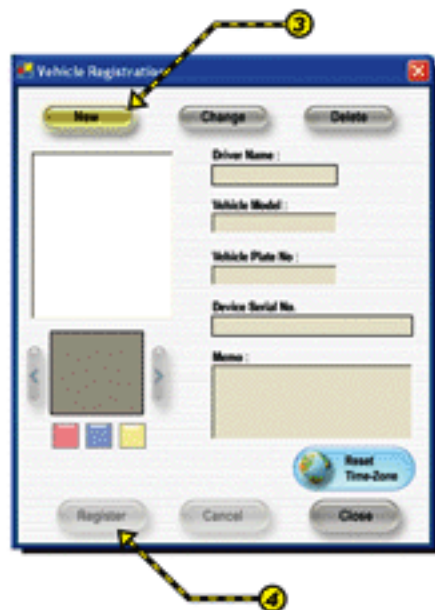 3
Vehicle Registration
New Change Delete
Driver Name :
Vehicle Model :
Vehicle Plate No :
Device Serial No.
Memo :
Reset
Time-Zone
Register Cancel Close
4